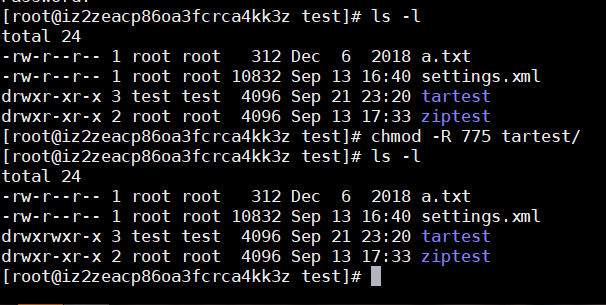 [root@iz2zeacp86oa3fcrca4kk3z test]# ls -l
total 24
-rw-r--r-- 1 root root   312 Dec  6  2018 a.txt
-rw-r--r-- 1 root root 10832 Sep 13 16:40 settings.xml
drwxr-xr-x 3 test test  4096 Sep 21 23:20 tartest
drwxr-xr-x 2 root root  4096 Sep 13 17:33 ziptest
[root@iz2zeacp86oa3fcrca4kk3z test]# chmod -R 775 tartest/
[root@iz2zeacp86oa3fcrca4kk3z test]# ls -l
total 24
-rw-r--r-- 1 root root   312 Dec  6  2018 a.txt
-rw-r--r-- 1 root root 10832 Sep 13 16:40 settings.xml
drwxrwxr-x 3 test test  4096 Sep 21 23:20 tartest
drwxr-xr-x 2 root root  4096 Sep 13 17:33 ziptest
[root@iz2zeacp86oa3fcrca4kk3z test]#